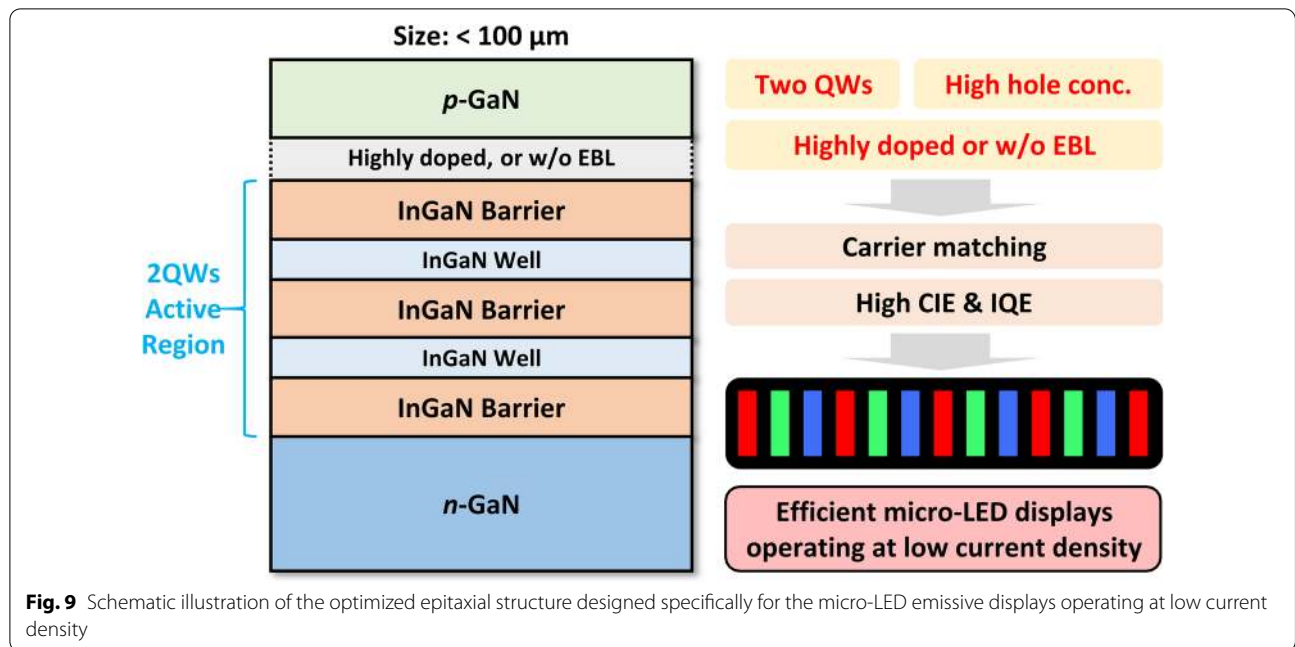 Size: < 100 μm
p-GaN
Highly doped, or w/o EBL
InGaN Barrier
InGaN Well
InGaN Barrier
InGaN Well
InGaN Barrier
n-GaN
2QWs
Active
Region
Two QWs
High hole conc.
Highly doped or w/o EBL
Carrier matching
High CIE & IQE
Efficient micro-LED displays
operating at low current density
Fig. 9 Schematic illustration of the optimized epitaxial structure designed specifically for the micro-LED emissive displays operating at low current
density